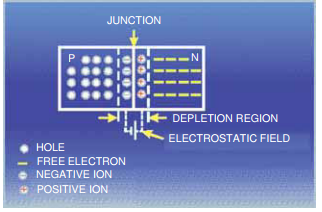 JUNCTION
P N
DEPLETION REGION
ELECTROSTATIC FIELD
HOLE
FREE ELECTRON
NEGATIVE ION
POSITIVE ION